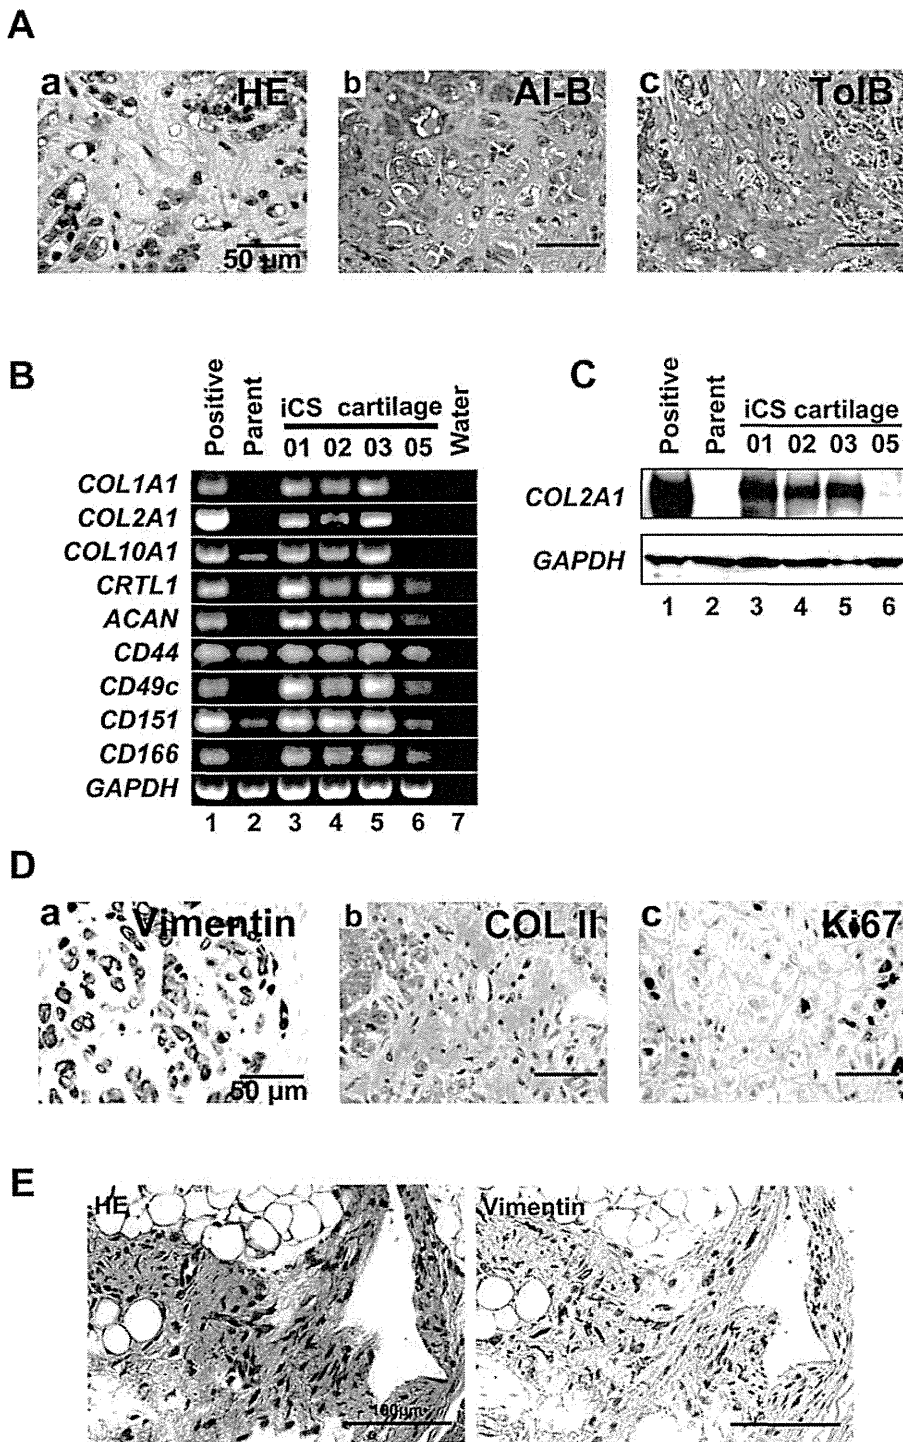 A
a HE b Al-B c TolB
50 µm
B
Positive Parent iCS cartilage Water
01 02 03 05
COL1A1
COL2A1
COL10A1
CRTL1
ACAN
CD44
CD49c
CD151
CD166
GAPDH
1 2 3 4 5 6 7
C
Positive Parent iCS cartilage
01 02 03 05
COL2A1
GAPDH
1 2 3 4 5 6
D
a Vimentin b COL II c Ki67
50 µm
E
HE Vimentin
100µm